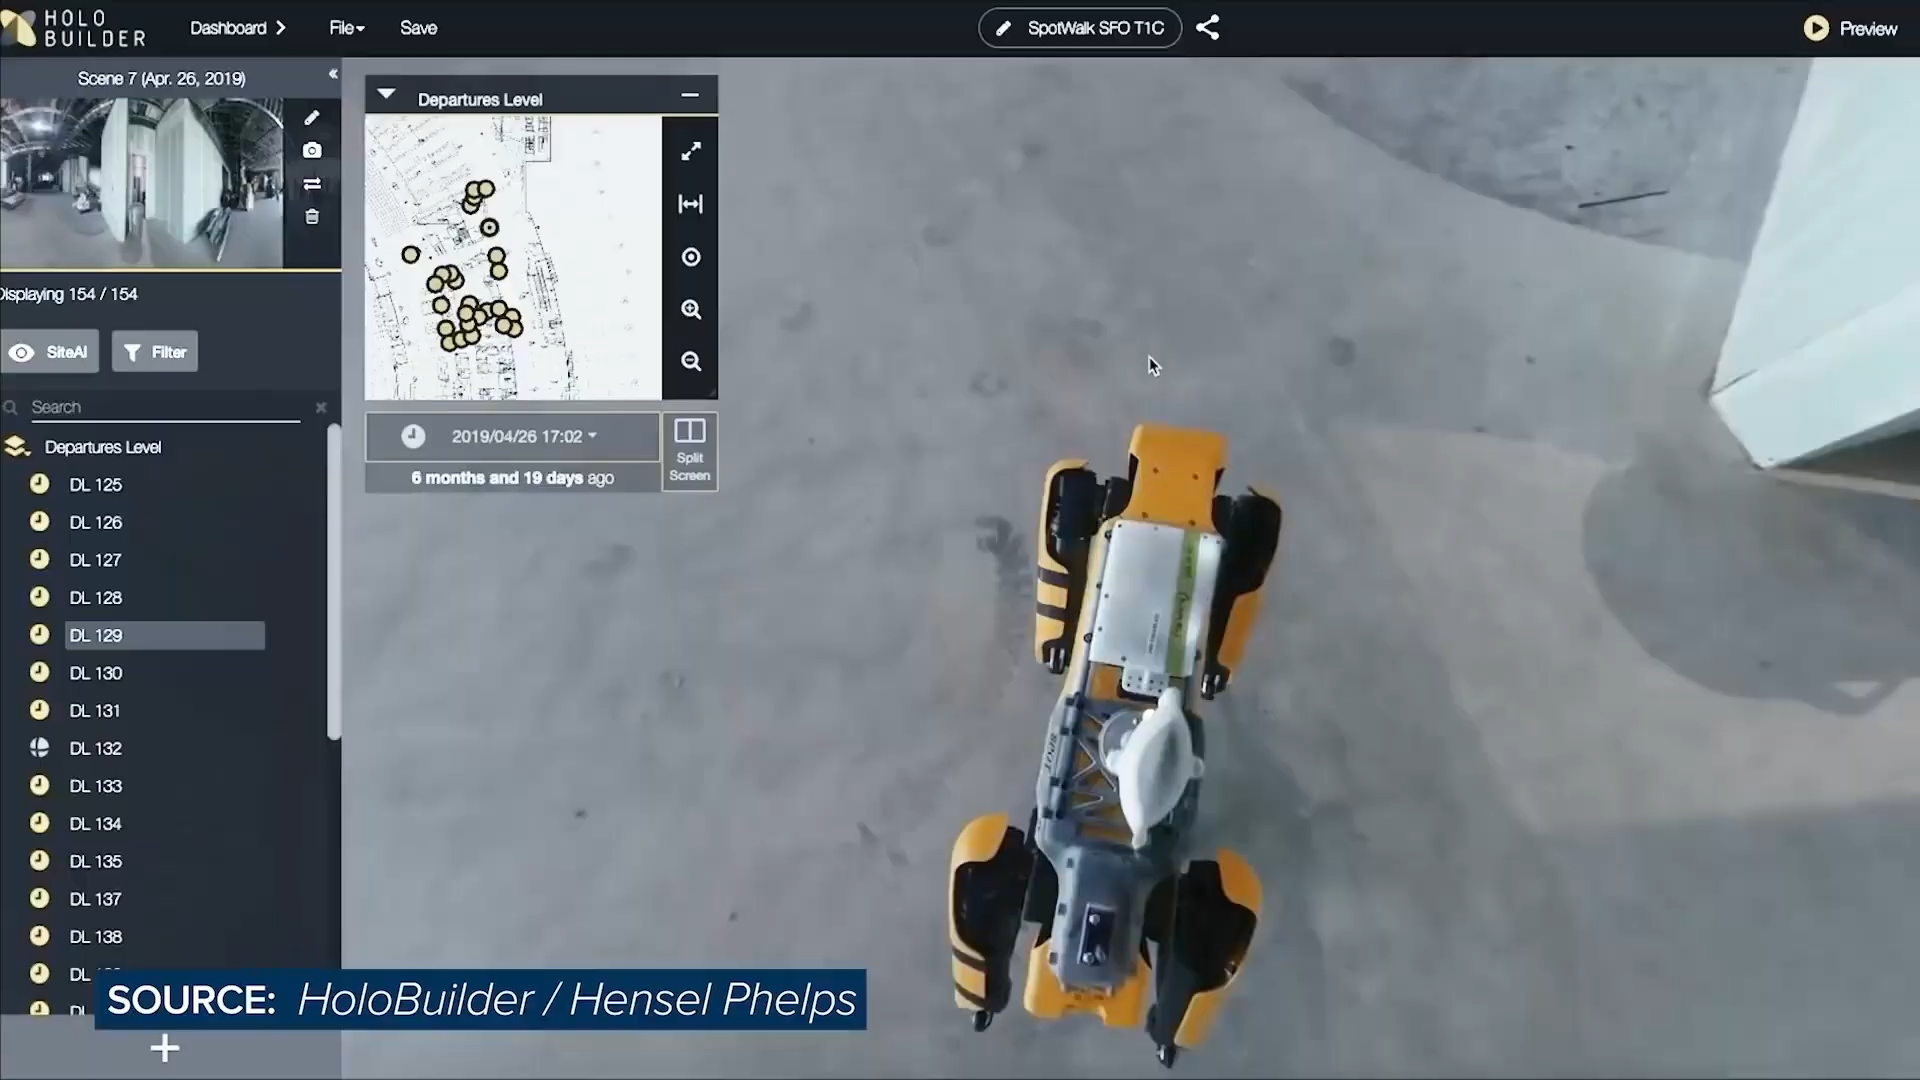 HOLO
BUILDER
Dashboard
File
Save
SpotWalk SFO T1C
Preview
Scene 7 (Apr. 26, 2019)
Displaying 154 / 154
SiteAI
Filter
Search
Departures Level
DL 125
DL 126
DL 127
DL 128
DL 129
DL 130
DL 131
DL 132
DL 133
DL 134
DL 135
DL 137
DL 138
DL
DL
Departures Level
2019/04/26 17:02
6 months and 19 days ago
Split
Screen
SPOT
SOURCE: HoloBuilder / Hensel Phelps